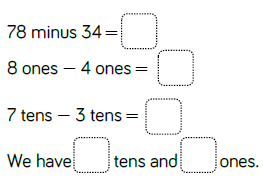 78 minus 34 =
8 ones – 4 ones =
7 tens – 3 tens =
We have tens and ones.